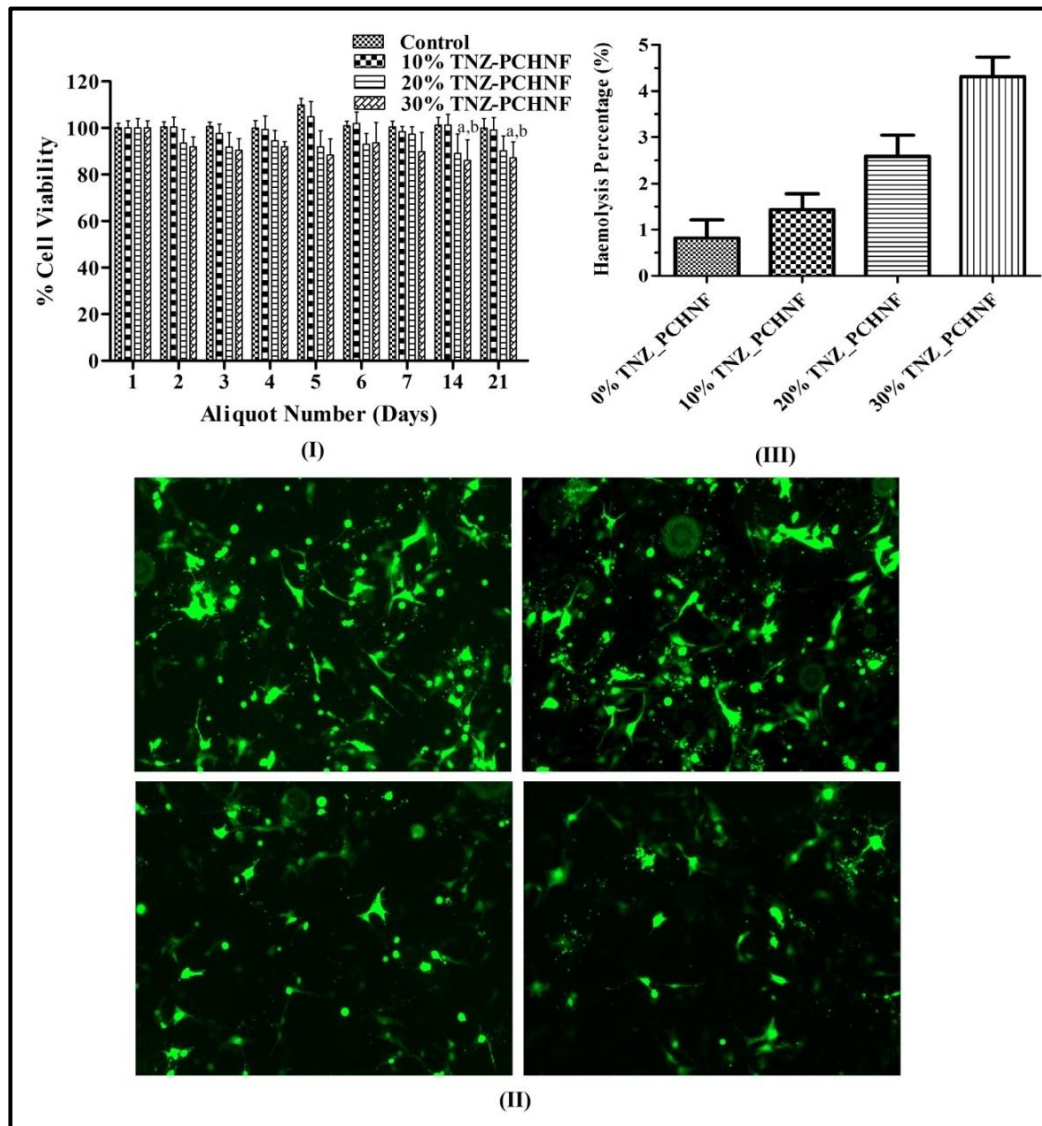 Control
10% TNZ-PCHNF
20% TNZ-PCHNF
30% TNZ-PCHNF
% Cell Viability
120
100
80
60
40
20
0
a,b
a,b
1 2 3 4 5 6 7 14 21
Aliquot Number (Days)
(I)
Haemolysis Percentage (%)
5
4
3
2
1
0
0% TNZ_PCHNF
10% TNZ_PCHNF
20% TNZ_PCHNF
30% TNZ_PCHNF
(III)
(II)